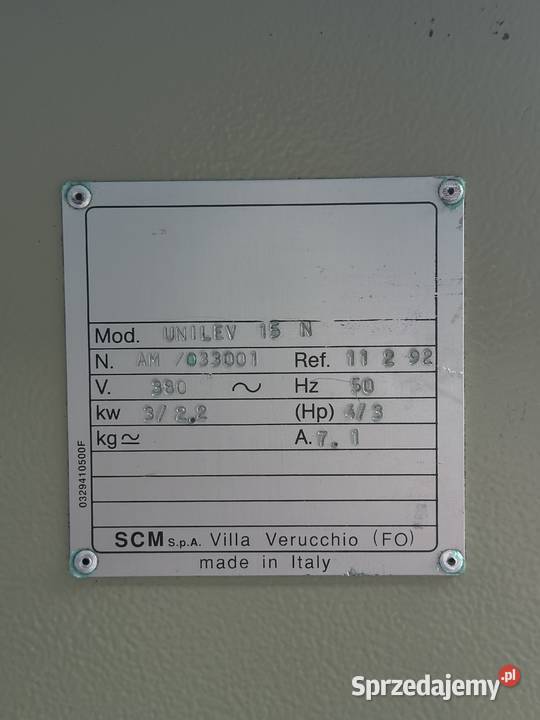 Mod. UNILEV 15 N
N. AM /033001 Ref. 11 2 92
V. 380 ~ Hz 50
kw 3/2.2 (Hp) 4/3
kg≃ A. 7.1
0329410500F
SCM S.p.A. Villa Verucchio (FO)
made in Italy
Sprzedajemy.pl